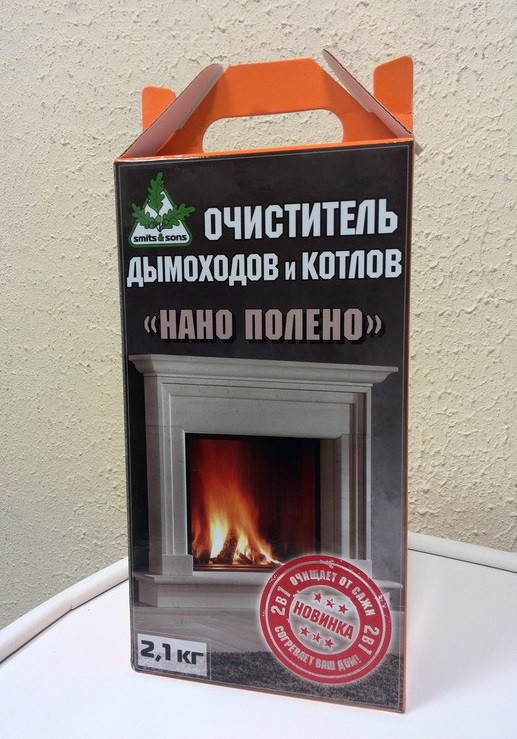 smits & sons
ОЧИСТИТЕЛЬ
ДЫМОХОДОВ и КОТЛОВ
«НАНО ПОЛЕНО»
2В1 ОЧИЩАЕТ ОТ САЖИ 2В1
НОВИНКА
СОГРЕВАЕТ ВАШ ДОМ!
2,1 кг